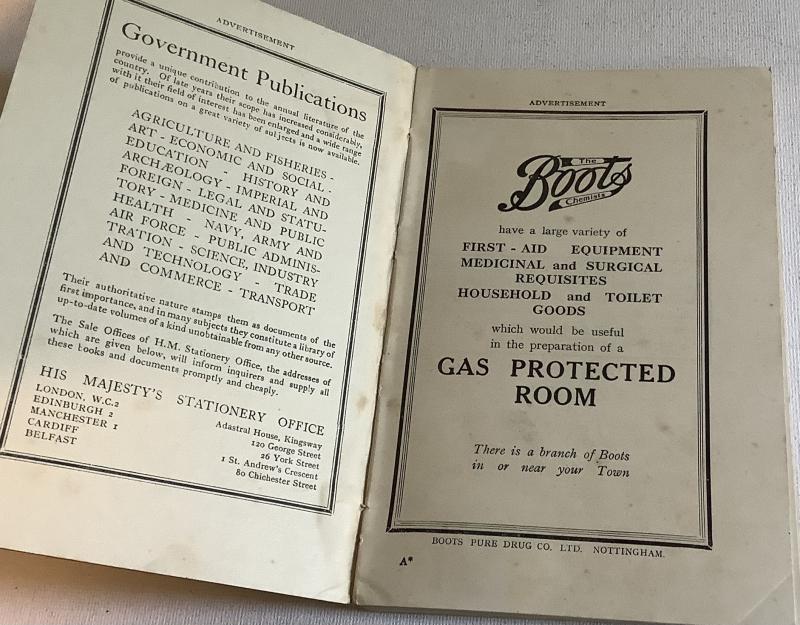 ADVERTISEMENT
Government Publications
provide a unique contribution to the annual literature of the
country. Of late years their scope has increased considerably,
with it their field of interest has been enlarged and a wide range
of publications on a great variety of subjects is now available.
AGRICULTURE AND FISHERIES -
ART - ECONOMIC AND SOCIAL -
EDUCATION - HISTORY AND
ARCHÆOLOGY - IMPERIAL AND
FOREIGN - LEGAL AND STATU-
TORY - MEDICINE AND PUBLIC
HEALTH - NAVY, ARMY AND
AIR FORCE - PUBLIC ADMINIS-
TRATION - SCIENCE, INDUSTRY
AND TECHNOLOGY - TRADE
AND COMMERCE - TRANSPORT
Their authoritative nature stamps them as documents of the
first importance, and in many subjects they constitute a library of
up-to-date volumes of a kind unobtainable from any other source.
The Sale Offices of H.M. Stationery Office, the addresses of
which are given below, will inform inquirers and supply all
these books and documents promptly and cheaply.
HIS MAJESTY'S STATIONERY OFFICE
LONDON, W.C.2 Adastral House, Kingsway
EDINBURGH 2 120 George Street
MANCHESTER 1 26 York Street
CARDIFF 1 St. Andrew's Crescent
BELFAST 80 Chichester Street
ADVERTISEMENT
The
Boots
Chemists
have a large variety of
FIRST - AID EQUIPMENT
MEDICINAL and SURGICAL
REQUISITES
HOUSEHOLD and TOILET
GOODS
which would be useful
in the preparation of a
GAS PROTECTED
ROOM
There is a branch of Boots
in or near your Town
BOOTS PURE DRUG CO. LTD. NOTTINGHAM.
A*